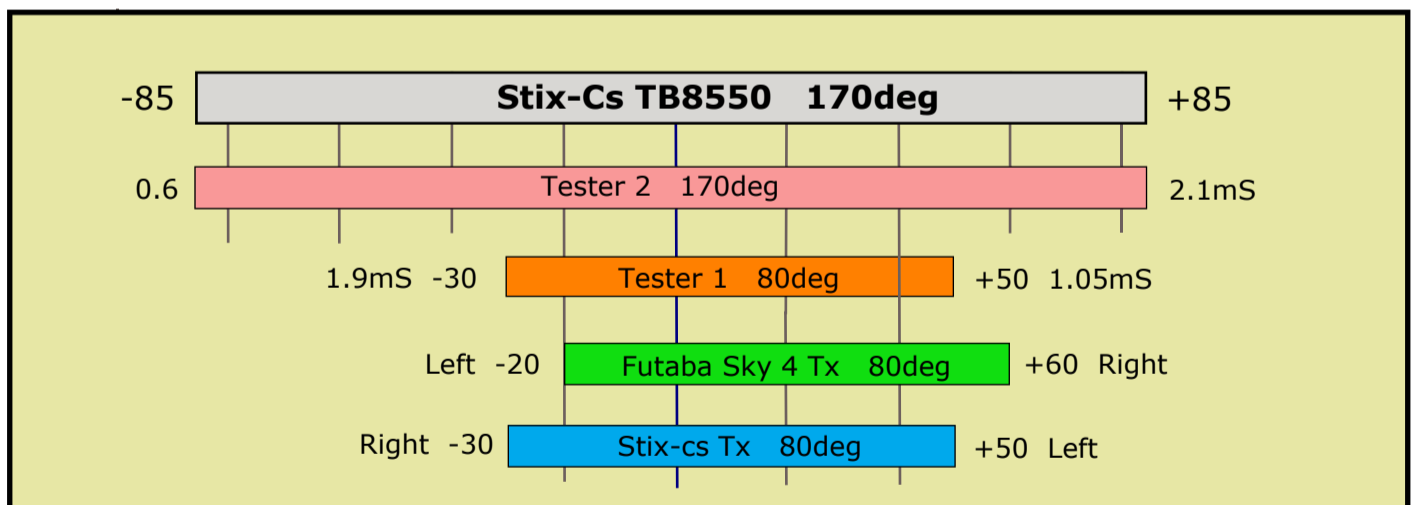 -85 Stix-Cs TB8550 170deg +85
0.6 Tester 2 170deg 2.1mS
1.9mS -30 Tester 1 80deg +50 1.05mS
Left -20 Futaba Sky 4 Tx 80deg +60 Right
Right -30 Stix-cs Tx 80deg +50 Left